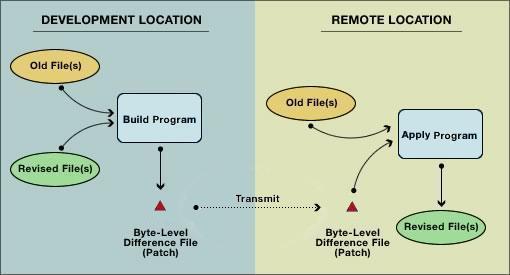 DEVELOPMENT LOCATION
Old File(s)
Build Program
Revised File(s)
Byte-Level
Difference File
(Patch)
Transmit
REMOTE LOCATION
Old File(s)
Apply Program
Byte-Level
Difference File
(Patch)
Revised File(s)